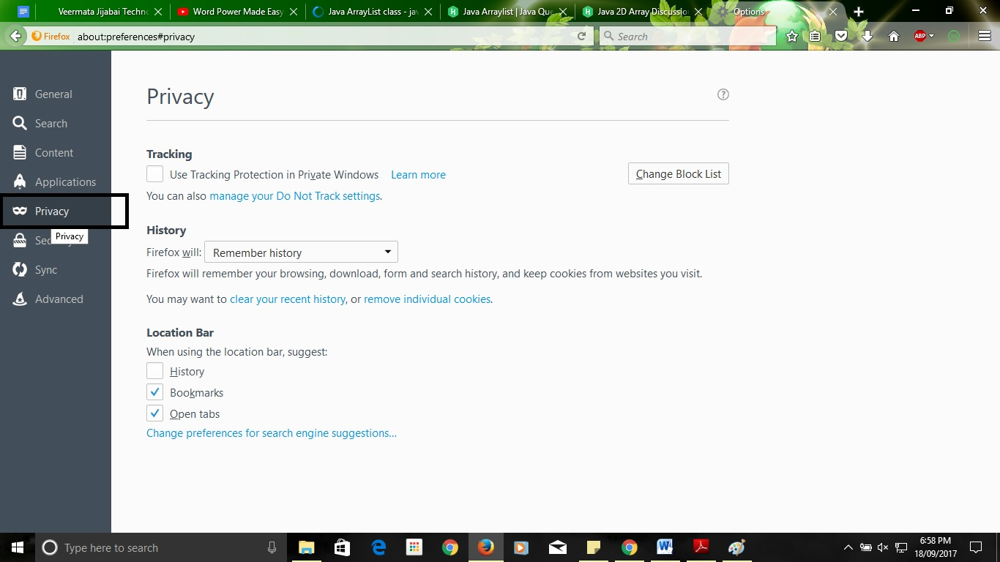 Veermata Jijabai Techno
Word Power Made Easy
Java ArrayList class - jav
Java Arraylist | Java Que
Java 2D Array Discussio
Options
Firefox
about:preferences#privacy
Search
ABP
General
Search
Content
Applications
Privacy
Privacy
Sync
Advanced
Privacy
?
Tracking
Use Tracking Protection in Private Windows Learn more
Change Block List
You can also manage your Do Not Track settings.
History
Firefox will: Remember history
Firefox will remember your browsing, download, form and search history, and keep cookies from websites you visit.
You may want to clear your recent history, or remove individual cookies.
Location Bar
When using the location bar, suggest:
History
Bookmarks
Open tabs
Change preferences for search engine suggestions...
Type here to search
6:58 PM
18/09/2017